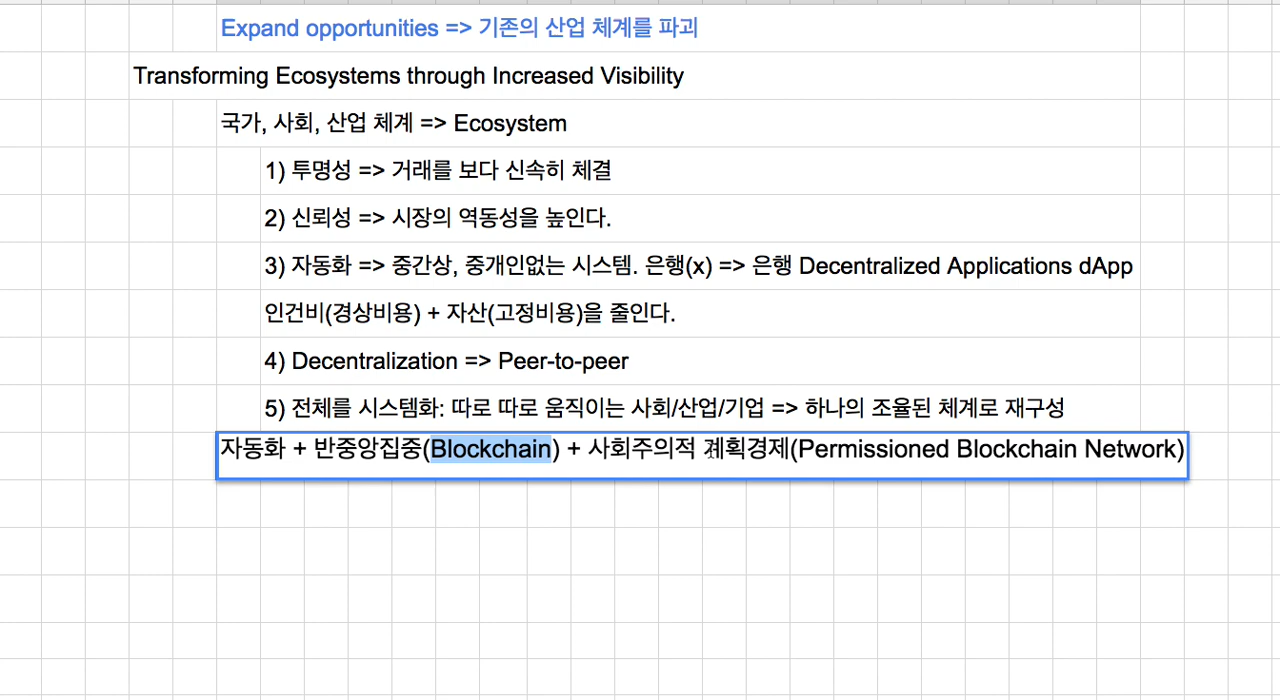 Expand opportunities => 기존의 산업 체계를 파괴
Transforming Ecosystems through Increased Visibility
국가, 사회, 산업 체계 => Ecosystem
1) 투명성 => 거래를 보다 신속히 체결
2) 신뢰성 => 시장의 역동성을 높인다.
3) 자동화 => 중간상, 중개인없는 시스템. 은행(x) => 은행 Decentralized Applications dApp
인건비(경상비용) + 자산(고정비용)을 줄인다.
4) Decentralization => Peer-to-peer
5) 전체를 시스템화: 따로 따로 움직이는 사회/산업/기업 => 하나의 조율된 체계로 재구성
자동화 + 반중앙집중(Blockchain) + 사회주의적 계획경제(Permissioned Blockchain Network)